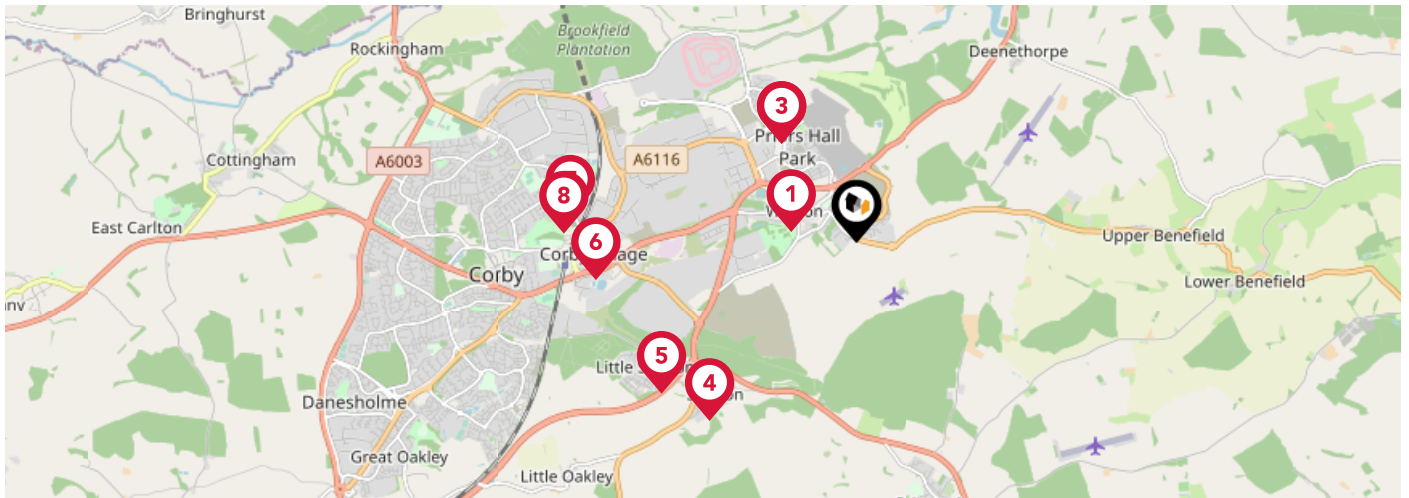 Bringhurst
Brookfield
Plantation
Rockingham
Deenethorpe
3
Priors Hall
Park
Cottingham
A6003
A6116
8
1
East Carlton
6
Upper Benefield
Corby
Lower Benefield
5
Little
4
Danesholme
Great Oakley
Little Oakley